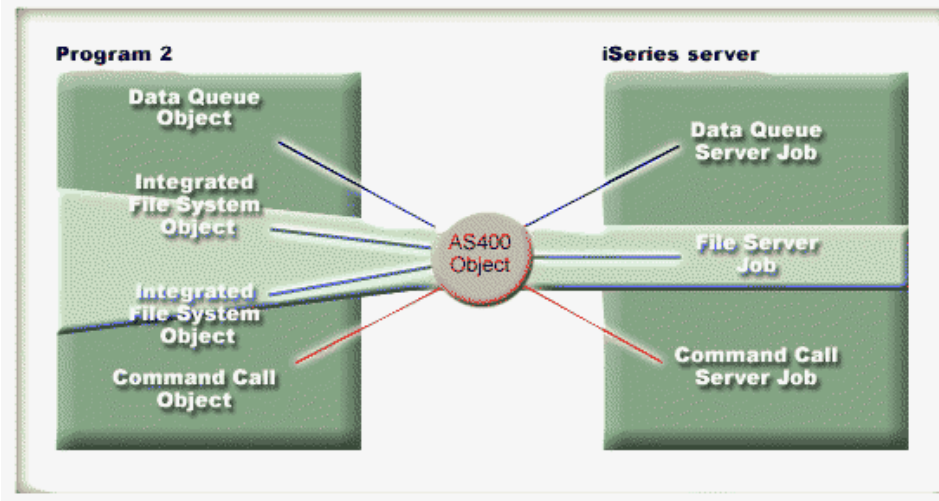 Program 2
Data Queue
Object
Integrated
File System
Object
Integrated
File System
Object
Command Call
Object
AS400
Object
iSeries server
Data Queue
Server Job
File Server
Job
Command Call
Server Job